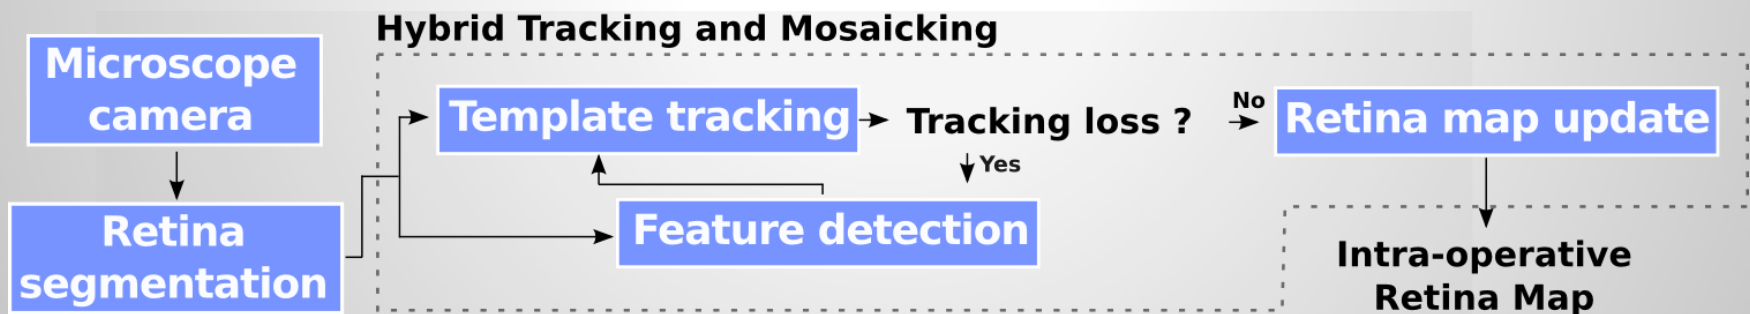 Hybrid Tracking and Mosaicking
Microscope
camera
Template tracking
Tracking loss ?
No
Retina map update
Yes
Retina
segmentation
Feature detection
Intra-operative
Retina Map